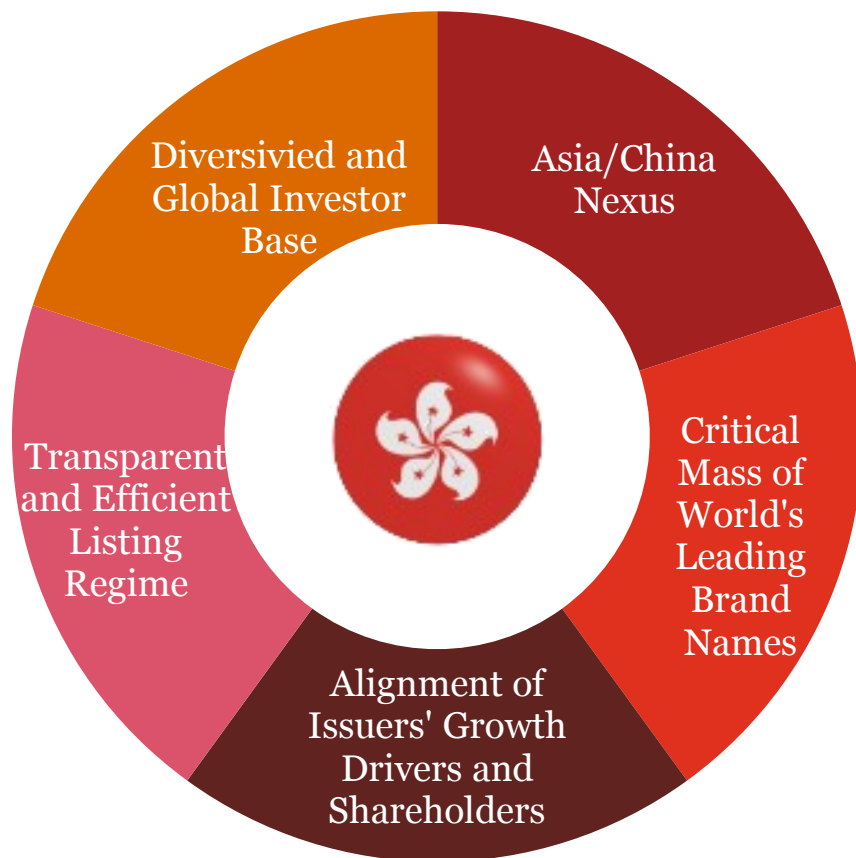 Asia/China
Nexus
Critical
Mass of
World's
Leading
Brand
Names
Alignment of
Issuers' Growth
Drivers and
Shareholders
Transparent
and Efficient
Listing
Regime
Diversivied and
Global Investor
Base